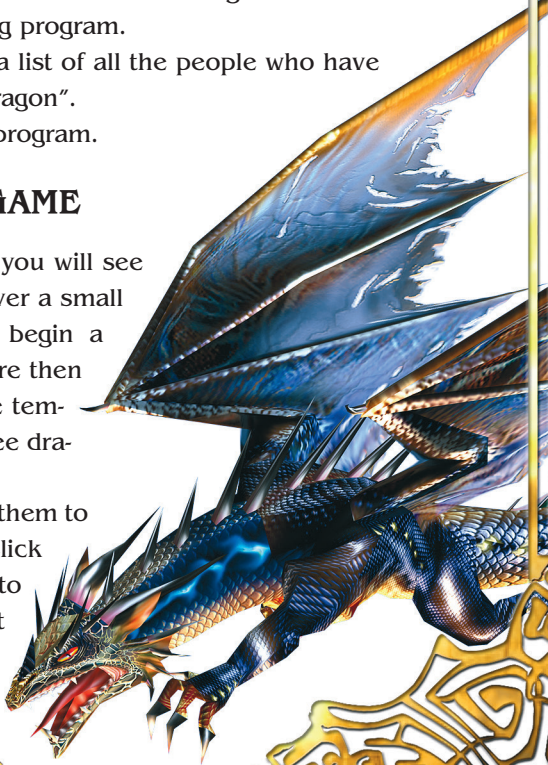 g program.
a list of all the people who have
ragon”.
program.
GAME
you will see
ver a small
begin a
re then
e tem-
ee dra-
them to
lick
to
t